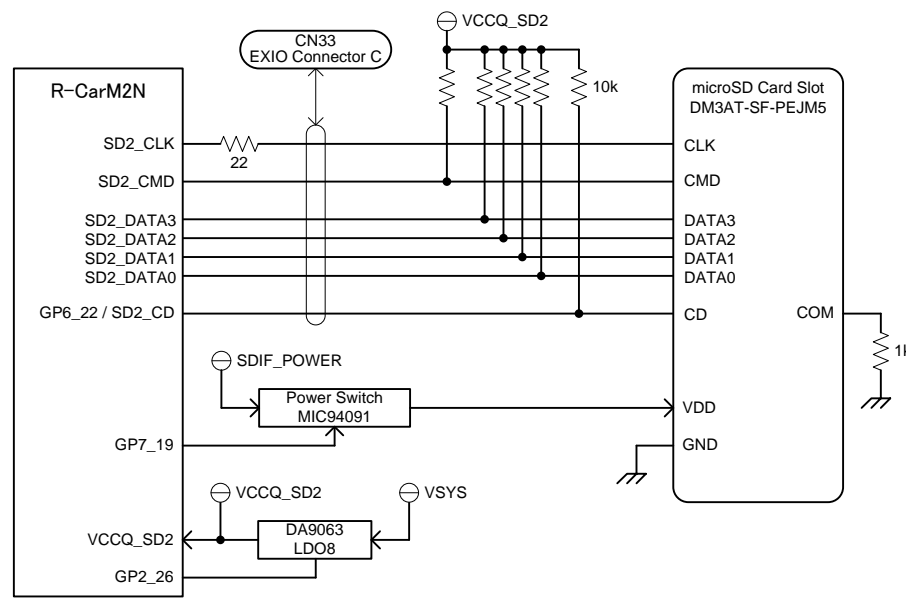 VCCQ_SD2
CN33
EXIO Connector C
R-CarM2N
10k
microSD Card Slot
DM3AT-SF-PEJM5
SD2_CLK
22
CLK
SD2_CMD
CMD
SD2_DATA3
DATA3
SD2_DATA2
DATA2
SD2_DATA1
DATA1
SD2_DATA0
DATA0
GP6_22 / SD2_CD
CD
COM
1k
SDIF_POWER
Power Switch
MIC94091
VDD
GP7_19
GND
VCCQ_SD2
VSYS
VCCQ_SD2
DA9063
LDO8
GP2_26